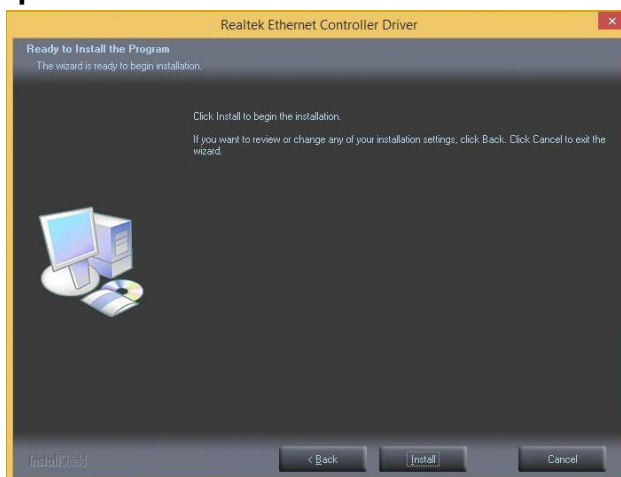 Realtek Ethernet Controller Driver
Ready to Install the Program
The wizard is ready to begin installation.
Click Install to begin the installation.
If you want to review or change any of your installation settings, click Back. Click Cancel to exit the
wizard.
InstallShield
< Back Install Cancel